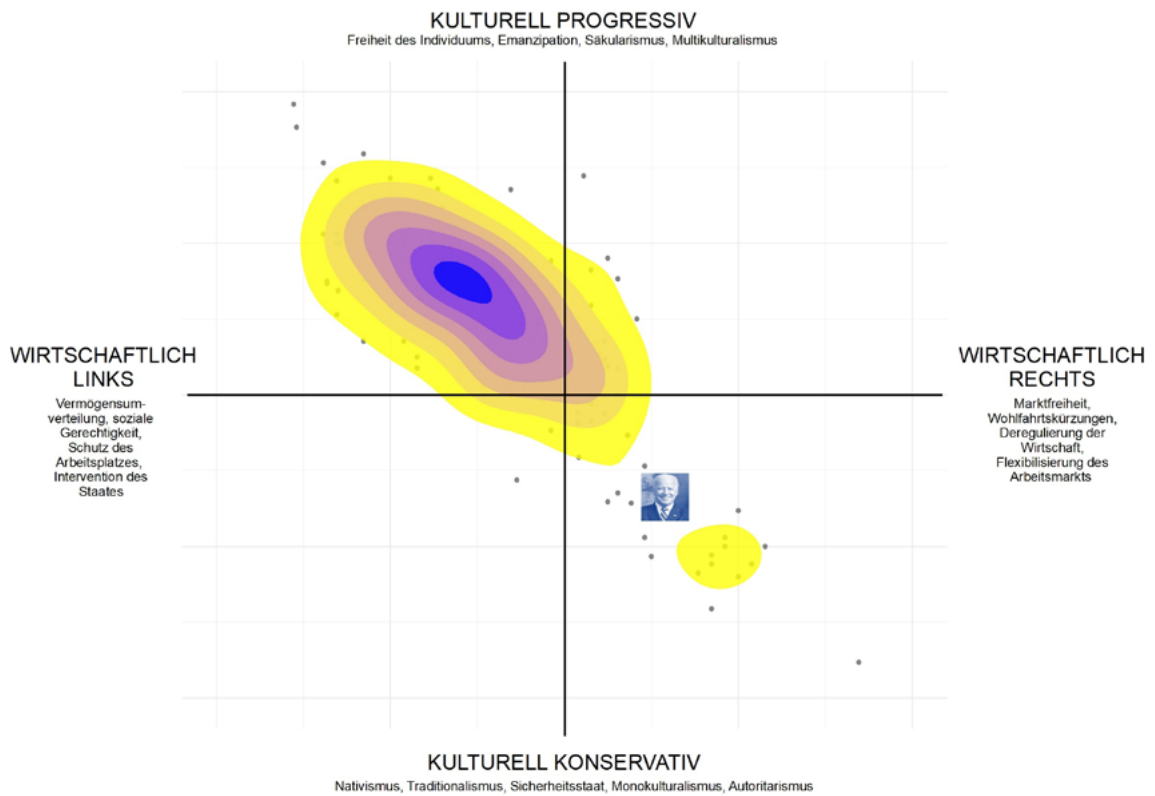 KULTURELL PROGRESSIV
Freiheit des Individuums, Emanzipation, Säkularismus, Multikulturalismus
WIRTSCHAFTLICH
LINKS
Vermögensum-
verteilung, soziale
Gerechtigkeit,
Schutz des
Arbeitsplatzes,
Intervention des
Staates
WIRTSCHAFTLICH
RECHTS
Marktfreiheit,
Wohlfahrtskürzungen,
Deregulierung der
Wirtschaft,
Flexibilisierung des
Arbeitsmarkts
KULTURELL KONSERVATIV
Nativismus, Traditionalismus, Sicherheitsstaat, Monokulturalismus, Autoritarismus